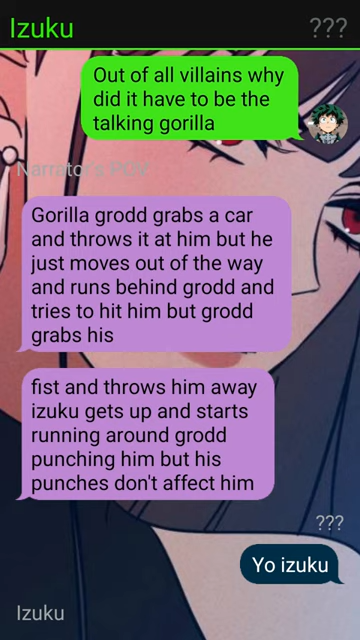 Izuku
???
Out of all villains why
did it have to be the
talking gorilla
Narrator's POV
Gorilla grodd grabs a car
and throws it at him but he
just moves out of the way
and runs behind grodd and
tries to hit him but grodd
grabs his
fist and throws him away
izuku gets up and starts
running around grodd
punching him but his
punches don't affect him
???
Yo izuku
Izuku